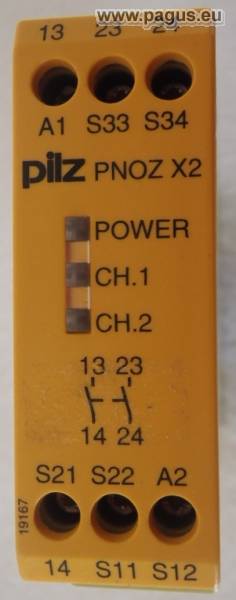 www.pagus.eu
13 23 24
A1 S33 S34
pilz PNOZ X2
POWER
CH.1
CH.2
13 23
14 24
S21 S22 A2
19167
14 S11 S12